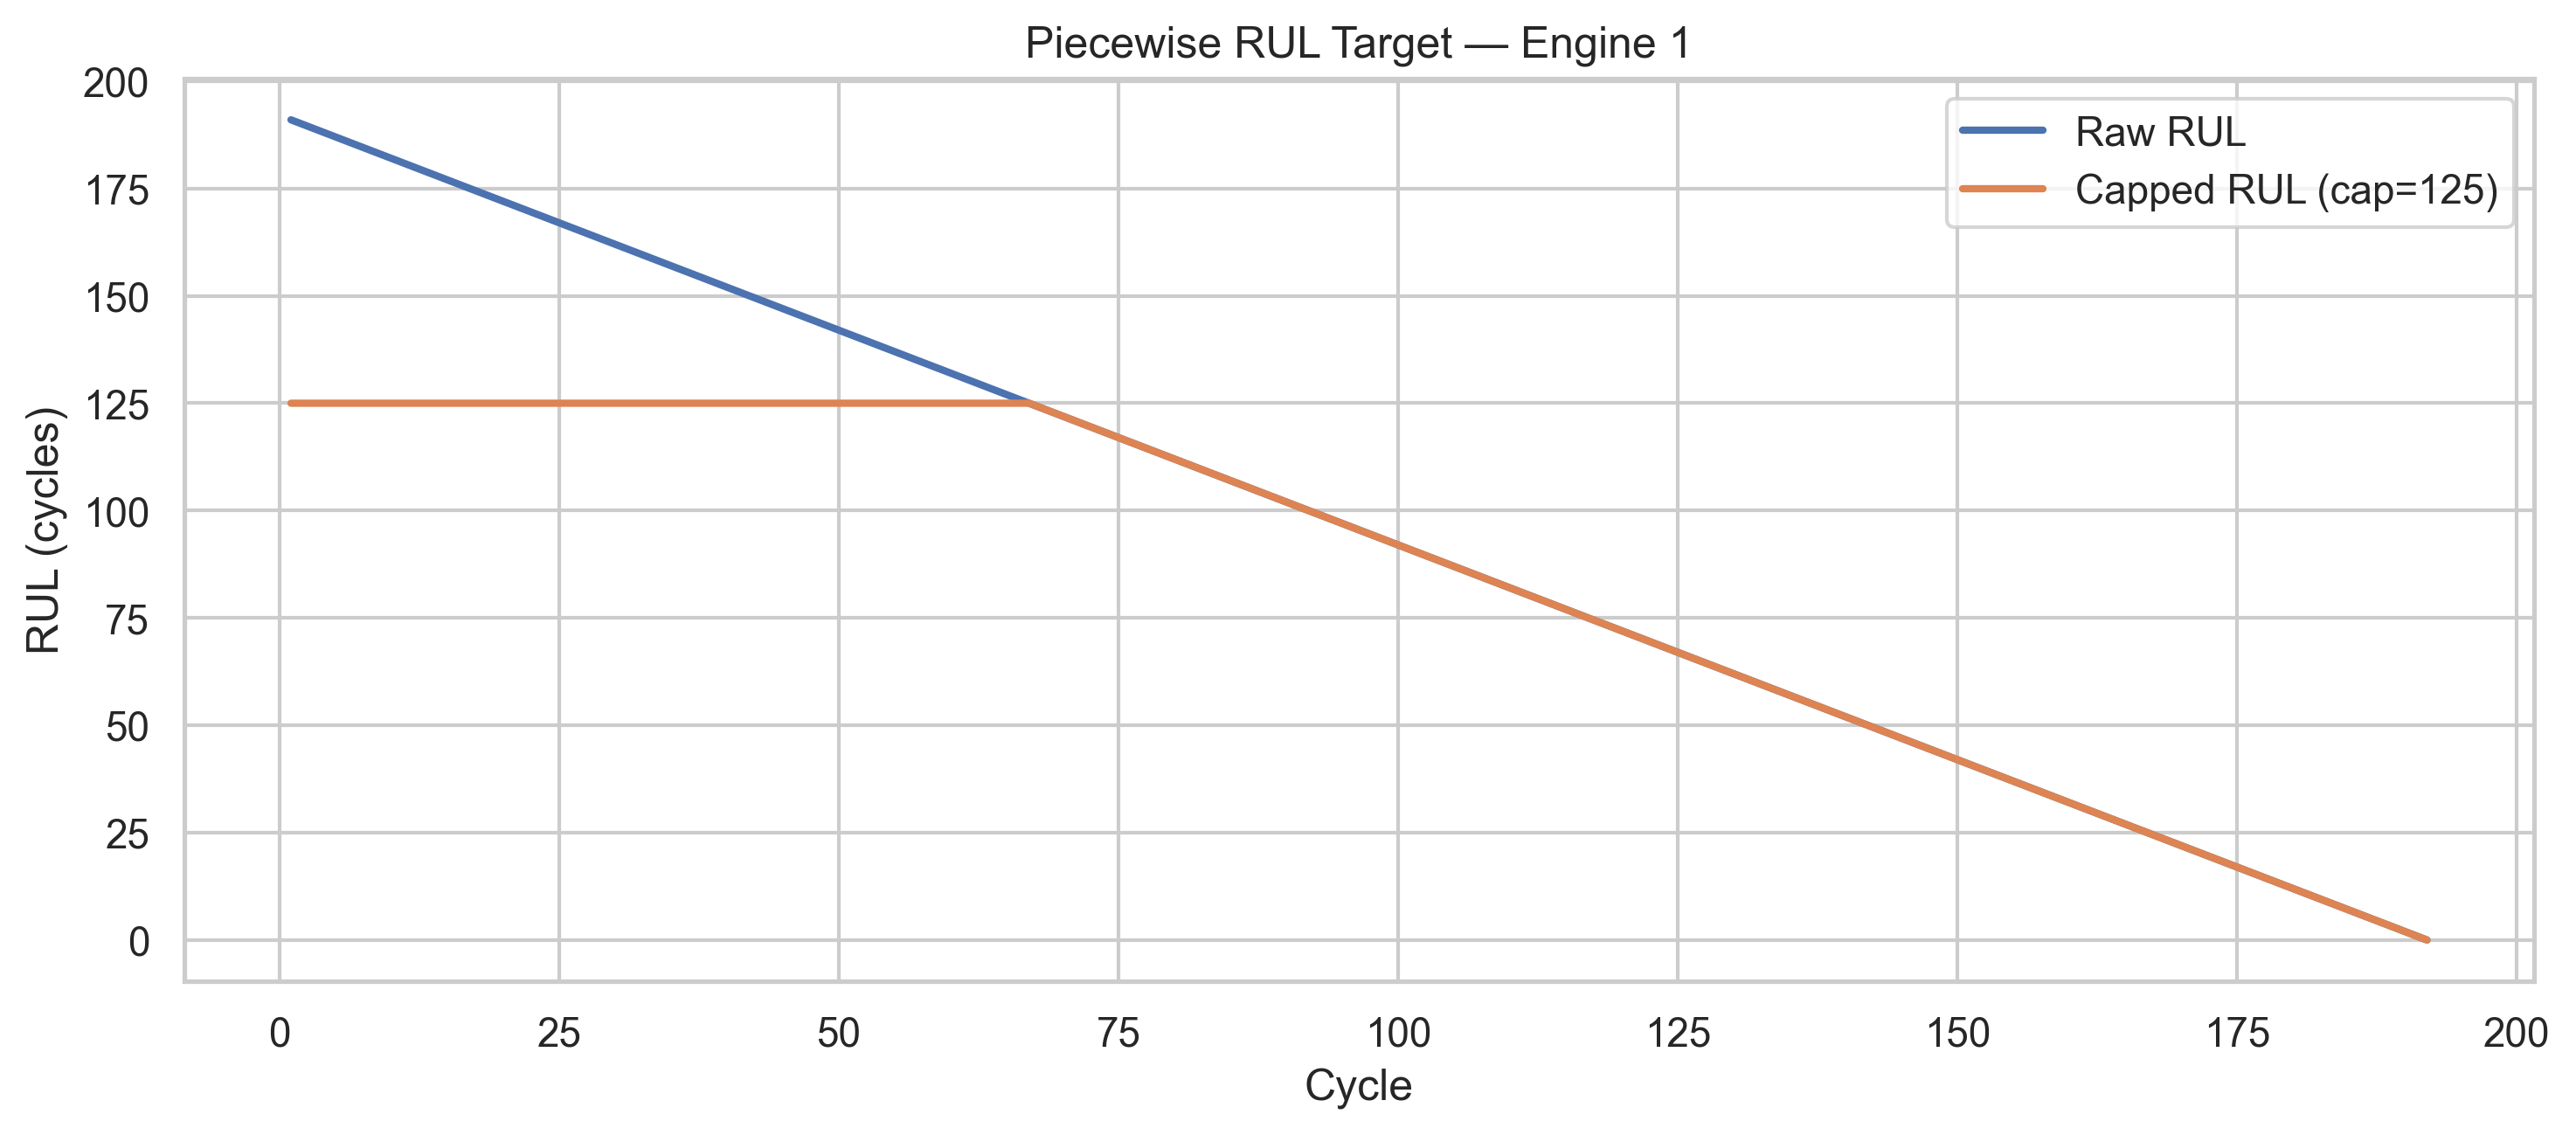 Piecewise RUL Target — Engine 1
200
175
150
125
100
75
50
25
0
RUL (cycles)
Raw RUL
Capped RUL (cap=125)
0 25 50 75 100 125 150 175 200
Cycle